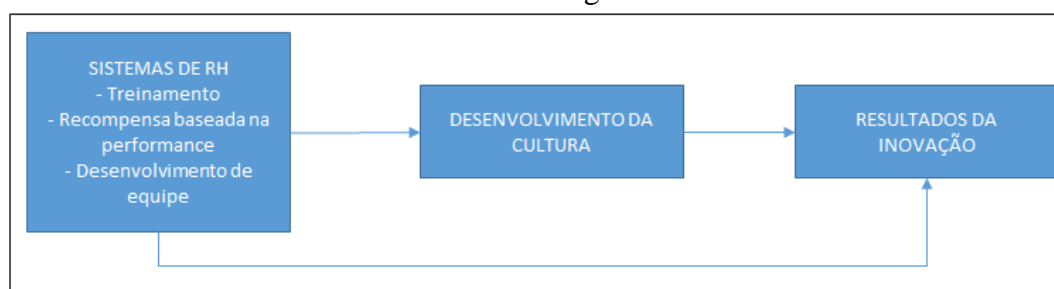 SISTEMAS DE RH
- Treinamento
- Recompensa baseada na
performance
- Desenvolvimento de
equipe
DESENVOLVIMENTO DA
CULTURA
RESULTADOS DA
INOVAÇÃO